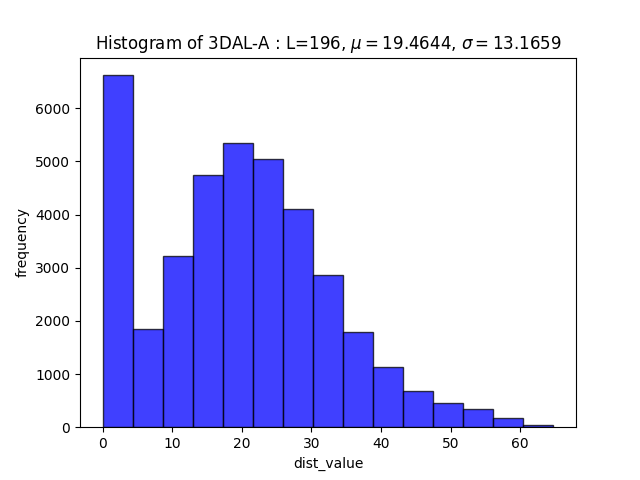 Histogram of 3DAL-A : L=196, μ = 19.4644, σ = 13.1659
6000
5000
4000
3000
2000
1000
0
frequency
0 10 20 30 40 50 60
dist_value